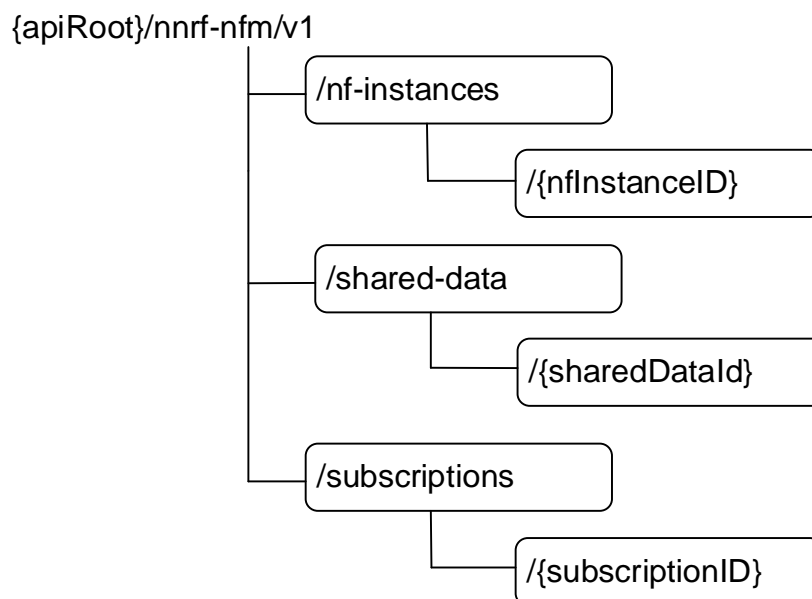 {apiRoot}/nnrf-nfm/v1
/nf-instances
/{nfInstanceID}
/shared-data
/{sharedDataId}
/subscriptions
/{subscriptionID}